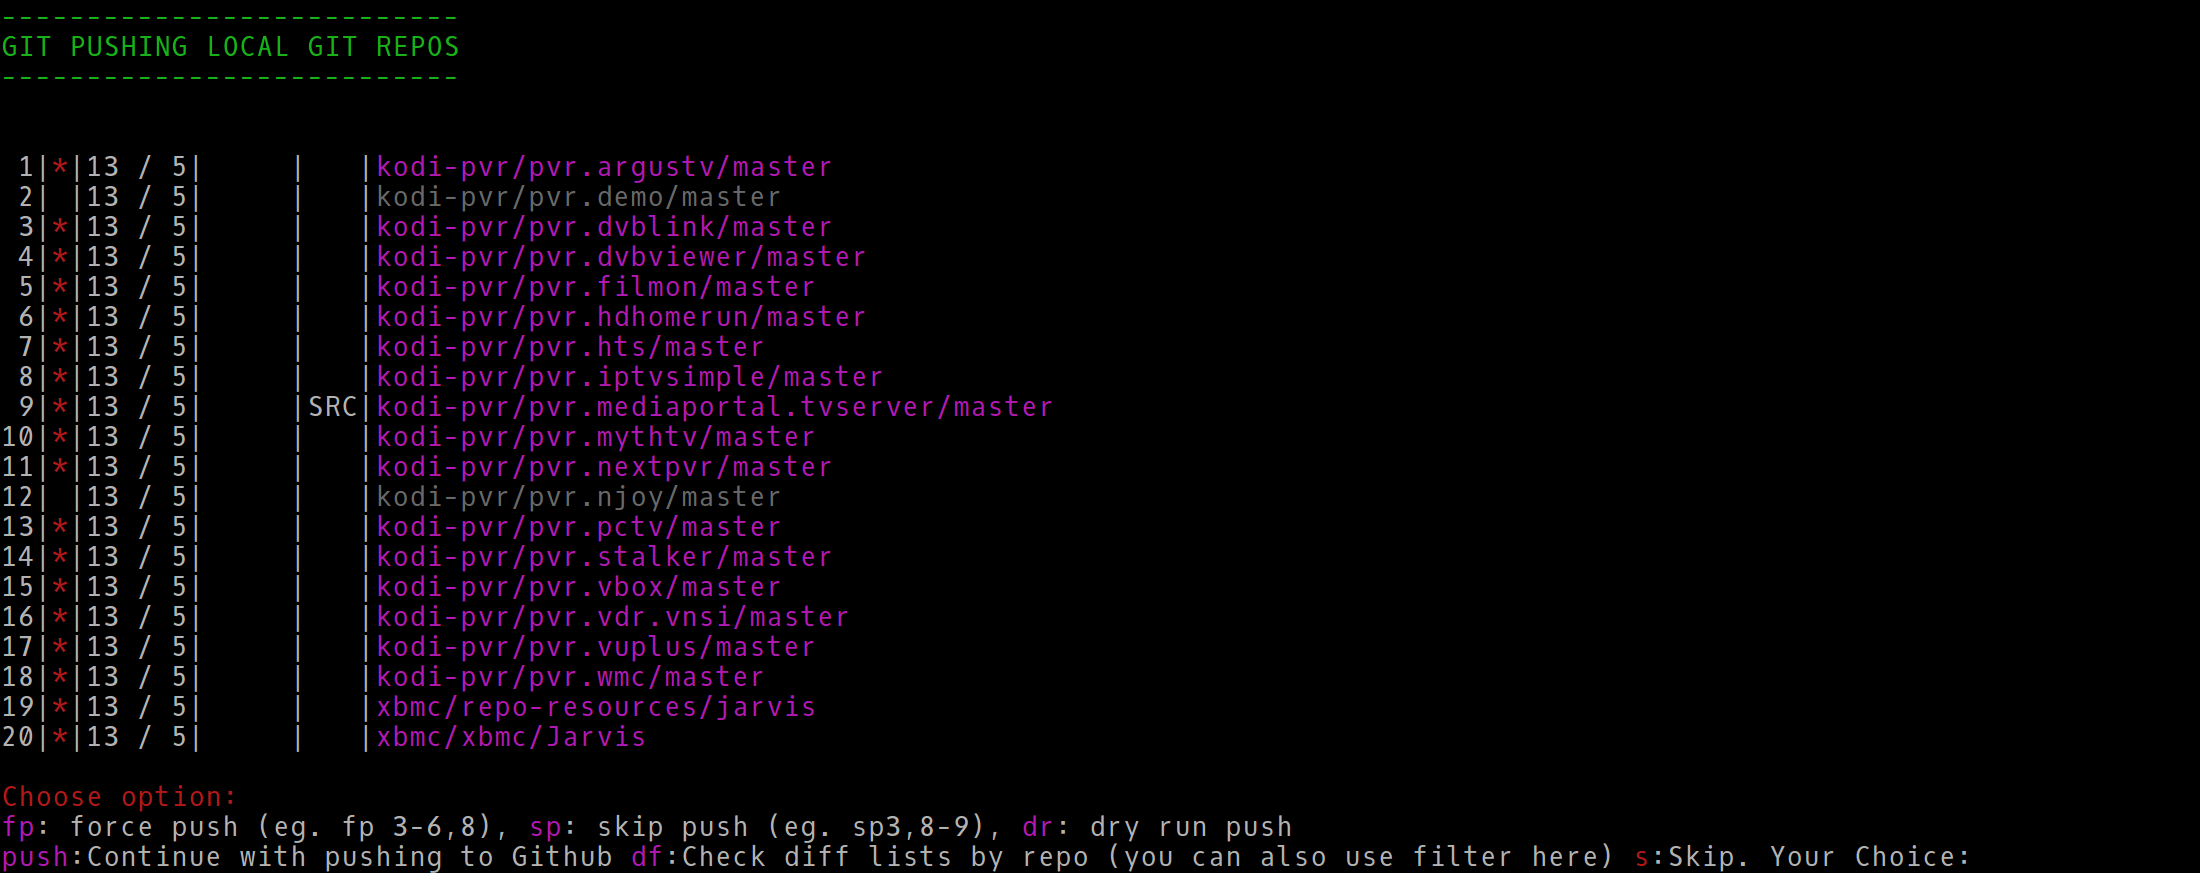 ---------------------------
GIT PUSHING LOCAL GIT REPOS
---------------------------
 1|*|13 / 5|     |   |kodi-pvr/pvr.argustv/master
 2| |13 / 5|     |   |kodi-pvr/pvr.demo/master
 3|*|13 / 5|     |   |kodi-pvr/pvr.dvblink/master
 4|*|13 / 5|     |   |kodi-pvr/pvr.dvbviewer/master
 5|*|13 / 5|     |   |kodi-pvr/pvr.filmon/master
 6|*|13 / 5|     |   |kodi-pvr/pvr.hdhomerun/master
 7|*|13 / 5|     |   |kodi-pvr/pvr.hts/master
 8|*|13 / 5|     |   |kodi-pvr/pvr.iptvsimple/master
 9|*|13 / 5|     |SRC|kodi-pvr/pvr.mediaportal.tvserver/master
10|*|13 / 5|     |   |kodi-pvr/pvr.mythtv/master
11|*|13 / 5|     |   |kodi-pvr/pvr.nextpvr/master
12| |13 / 5|     |   |kodi-pvr/pvr.njoy/master
13|*|13 / 5|     |   |kodi-pvr/pvr.pctv/master
14|*|13 / 5|     |   |kodi-pvr/pvr.stalker/master
15|*|13 / 5|     |   |kodi-pvr/pvr.vbox/master
16|*|13 / 5|     |   |kodi-pvr/pvr.vdr.vnsi/master
17|*|13 / 5|     |   |kodi-pvr/pvr.vuplus/master
18|*|13 / 5|     |   |kodi-pvr/pvr.wmc/master
19|*|13 / 5|     |   |xbmc/repo-resources/jarvis
20|*|13 / 5|     |   |xbmc/xbmc/Jarvis
Choose option:
fp: force push (eg. fp 3-6,8), sp: skip push (eg. sp3,8-9), dr: dry run push
push:Continue with pushing to Github df:Check diff lists by repo (you can also use filter here) s:Skip. Your Choice: